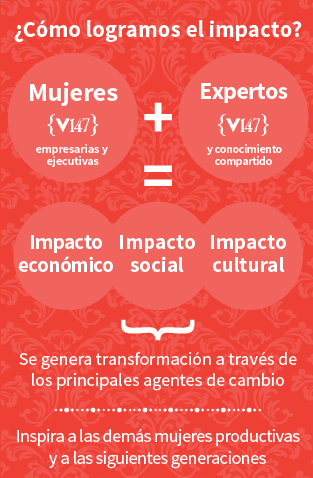 ¿Cómo logramos el impacto?
Mujeres
{V147}
empresarias y
ejecutivas
+
Expertos
{V147}
y conocimiento
compartido
=
Impacto
económico
Impacto
social
Impacto
cultural
Se genera transformación a través de
los principales agentes de cambio
Inspira a las demás mujeres productivas
y a las siguientes generaciones